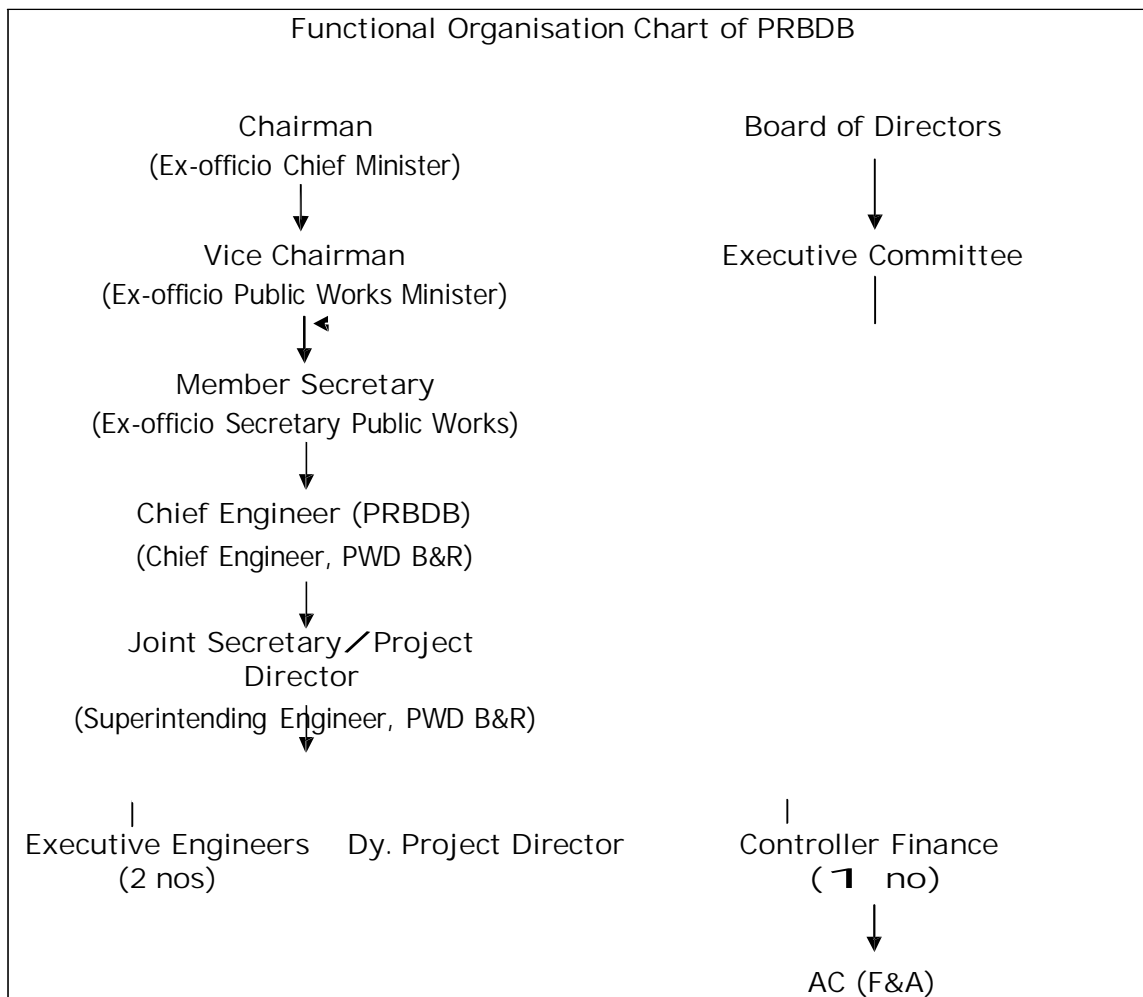 Functional Organisation Chart of PRBDB
Chairman
(Ex-officio Chief Minister)
Board of Directors
Vice Chairman
(Ex-officio Public Works Minister)
Executive Committee
Member Secretary
(Ex-officio Secretary Public Works)
Chief Engineer (PRBDB)
(Chief Engineer, PWD B&R)
Joint Secretary/Project
Director
(Superintending Engineer, PWD B&R)
Executive Engineers
(2 nos)
Dy. Project Director
Controller Finance
(1 no)
AC (F&A)